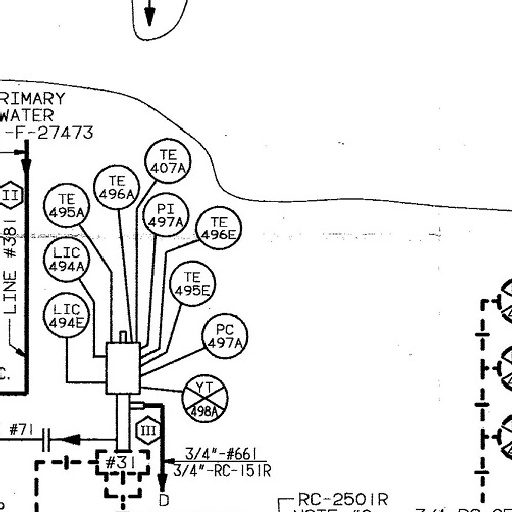 RIMARY
WATER
-F-27473
II
LINE #381
C.
TE
407A
TE
496A
TE
495A
PI
497A
TE
496E
LIC
494A
TE
495E
LIC
494E
PC
497A
YT
498A
#71
III
#31
3/4"-#661
3/4"-RC-151R
D
RC-2501R